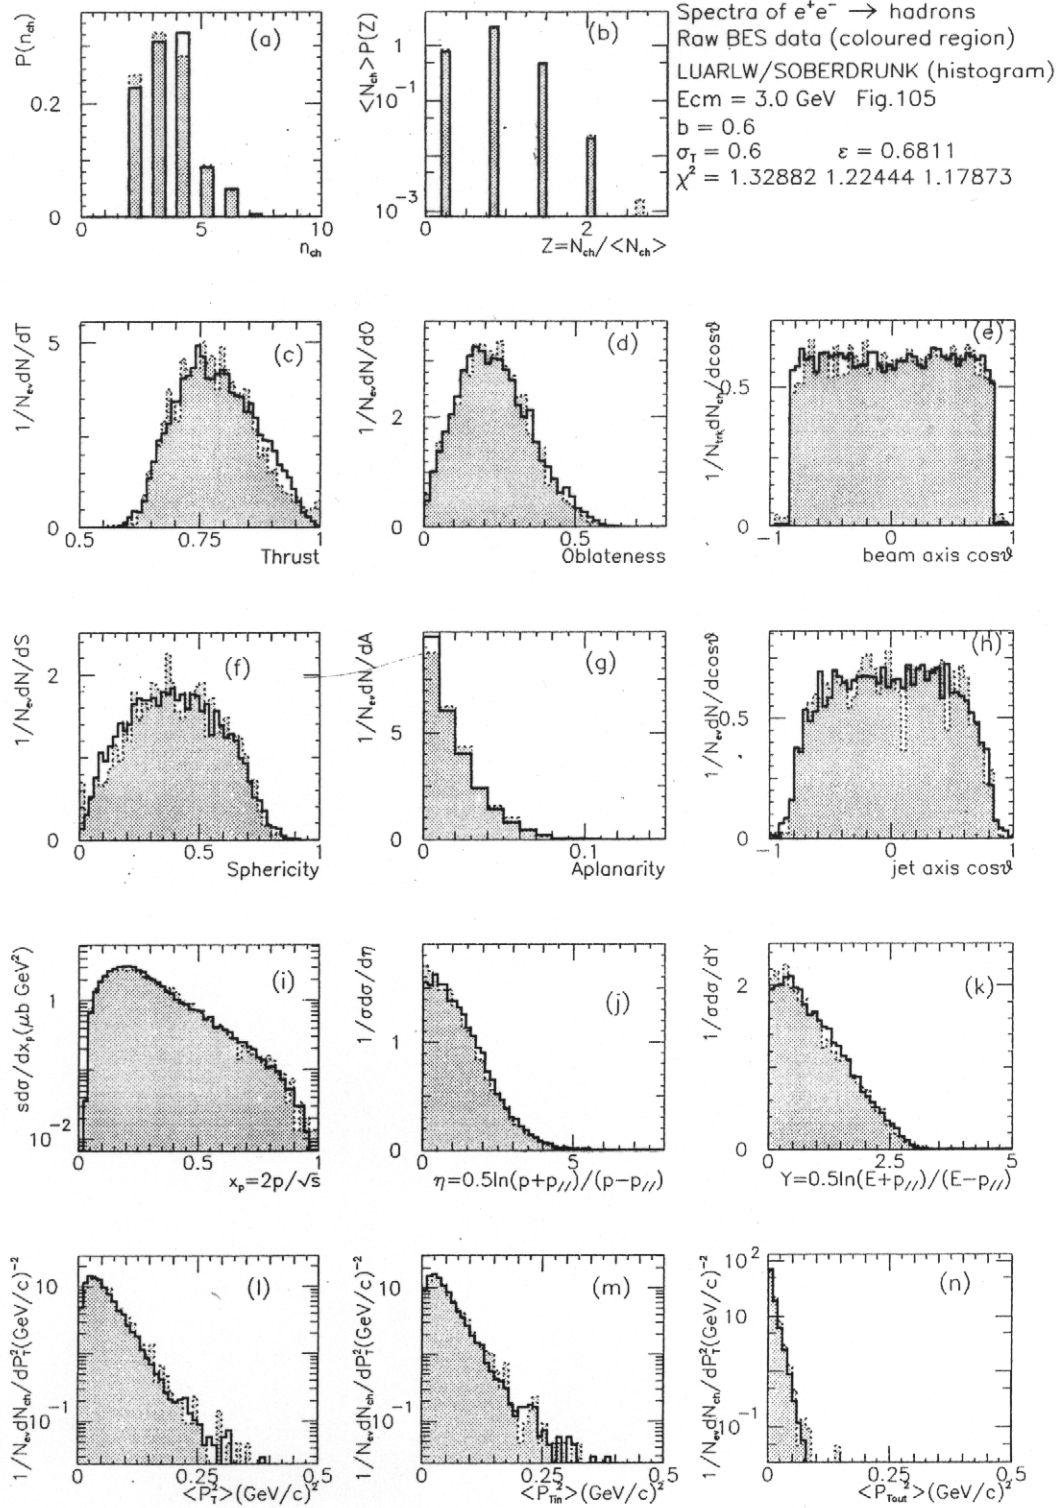 Spectra of e⁺e⁻ → hadrons
Raw BES data (coloured region)
LUARLW/SOBERDRUNK (histogram)
Ecm = 3.0 GeV Fig.105
b = 0.6
σ_T = 0.6 ε = 0.6811
χ² = 1.32882 1.22444 1.17873
P(n_ch)
(a)
0.2
0
0 5 10
n_ch
<N_ch>P(Z)
(b)
1
10⁻¹
10⁻³
0 2
Z=N_ch/<N_ch>
1/N_ev dN/dT
(c)
5
0
0.5 0.75 1
Thrust
1/N_ev dN/dO
(d)
2
0
0 0.5
Oblateness
1/N_trk dN_ch/dcosϑ
(e)
0.5
0
−1 0 1
beam axis cosϑ
1/N_ev dN/dS
(f)
2
0
0 0.5 1
Sphericity
1/N_ev dN/dA
(g)
5
0
0 0.1
Aplanarity
1/N_ev dN/dcosϑ
(h)
0.5
0
−1 0 1
jet axis cosϑ
sdσ/dx_p(μb GeV²)
(i)
1
10⁻²
0 0.5 1
x_p=2p/√s
1/σdσ/dη
(j)
1
0
0 5
η=0.5ln(p+p_//)/(p−p_//)
1/σdσ/dY
(k)
2
0
0 2.5 5
Y=0.5ln(E+p_//)/(E−p_//)
1/N_ev dN_ch/dP_T²(GeV/c)⁻²
(l)
10
10⁻¹
0 0.25 0.5
<P_T²>(GeV/c)²
1/N_ev dN_ch/dP_T²(GeV/c)⁻²
(m)
10
10⁻¹
0 0.25 0.5
<P_Tin²>(GeV/c)²
1/N_ev dN_ch/dP_T²(GeV/c)⁻²
(n)
10²
10
10⁻¹
0 0.25 0.5
<P_Tout²>(GeV/c)²